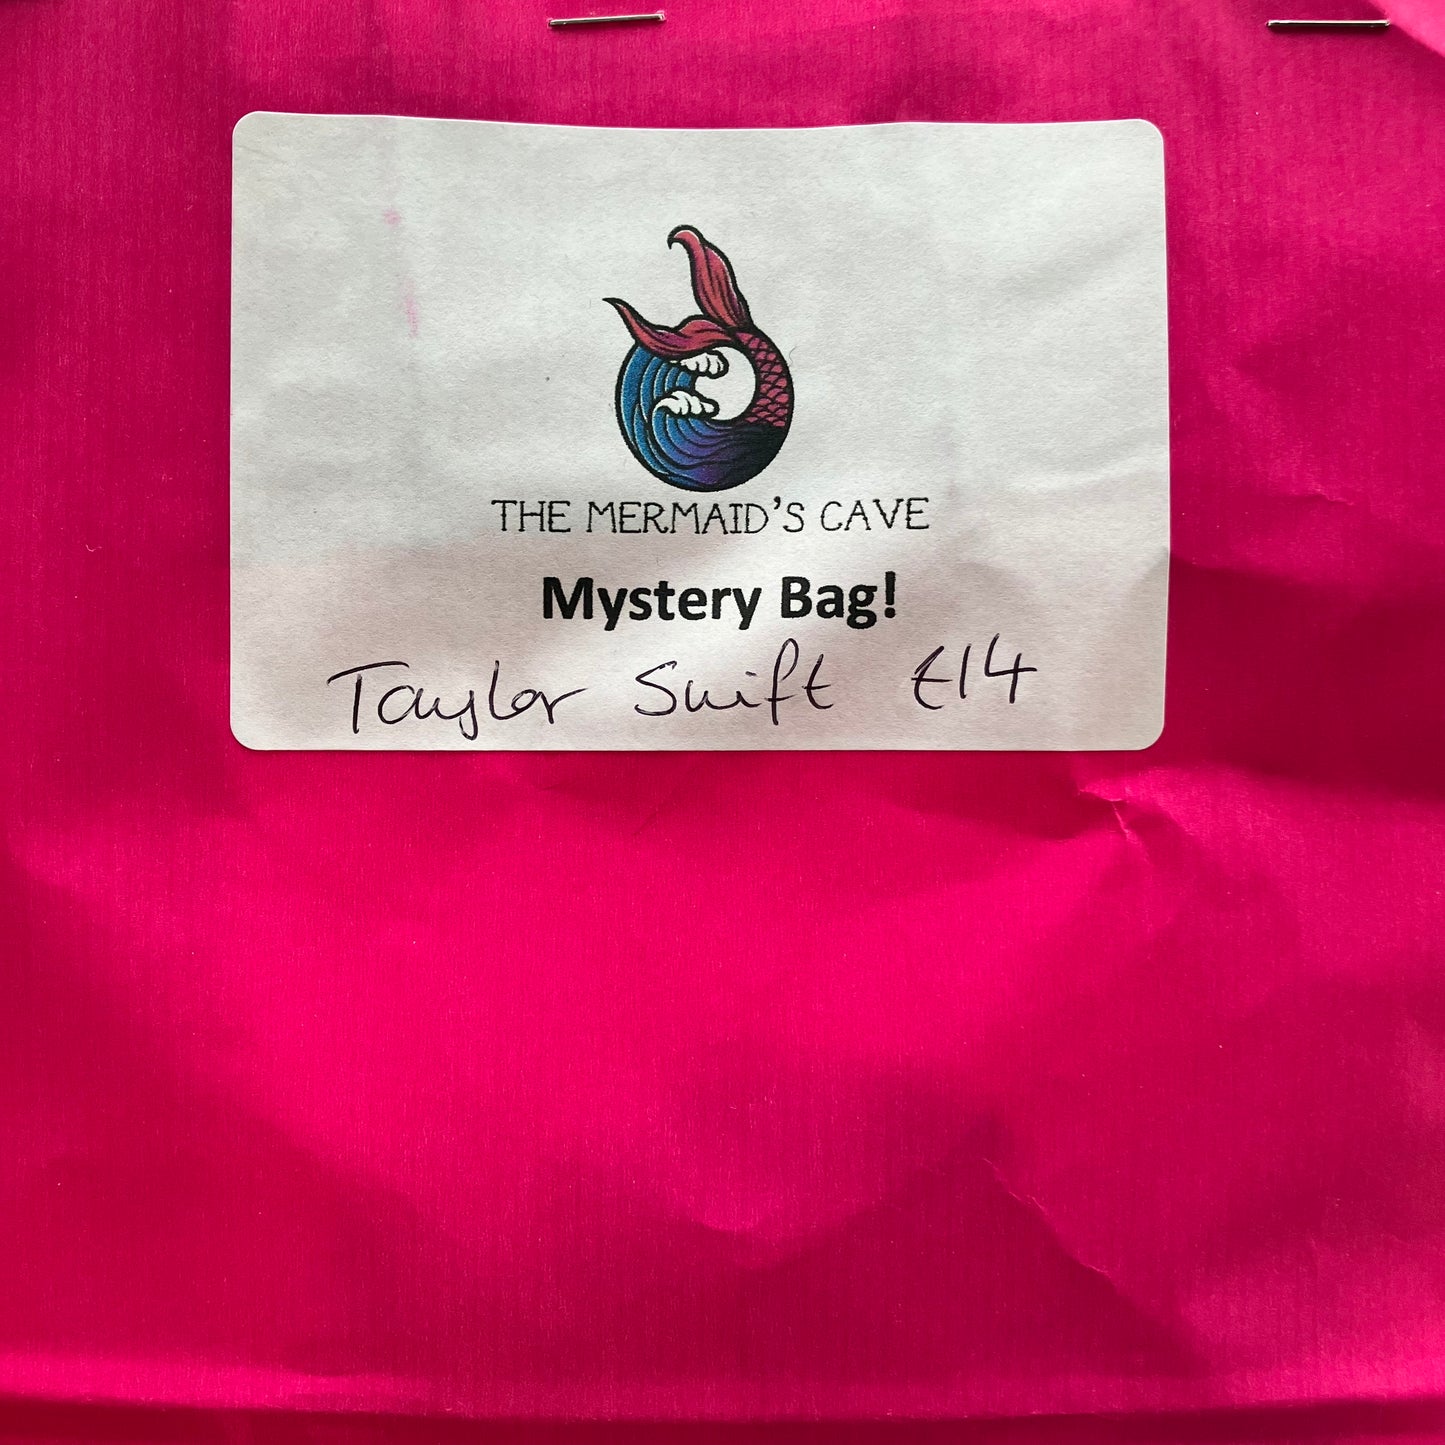 THE MERMAID'S CAVE
Mystery Bag!
Taylor Swift £14